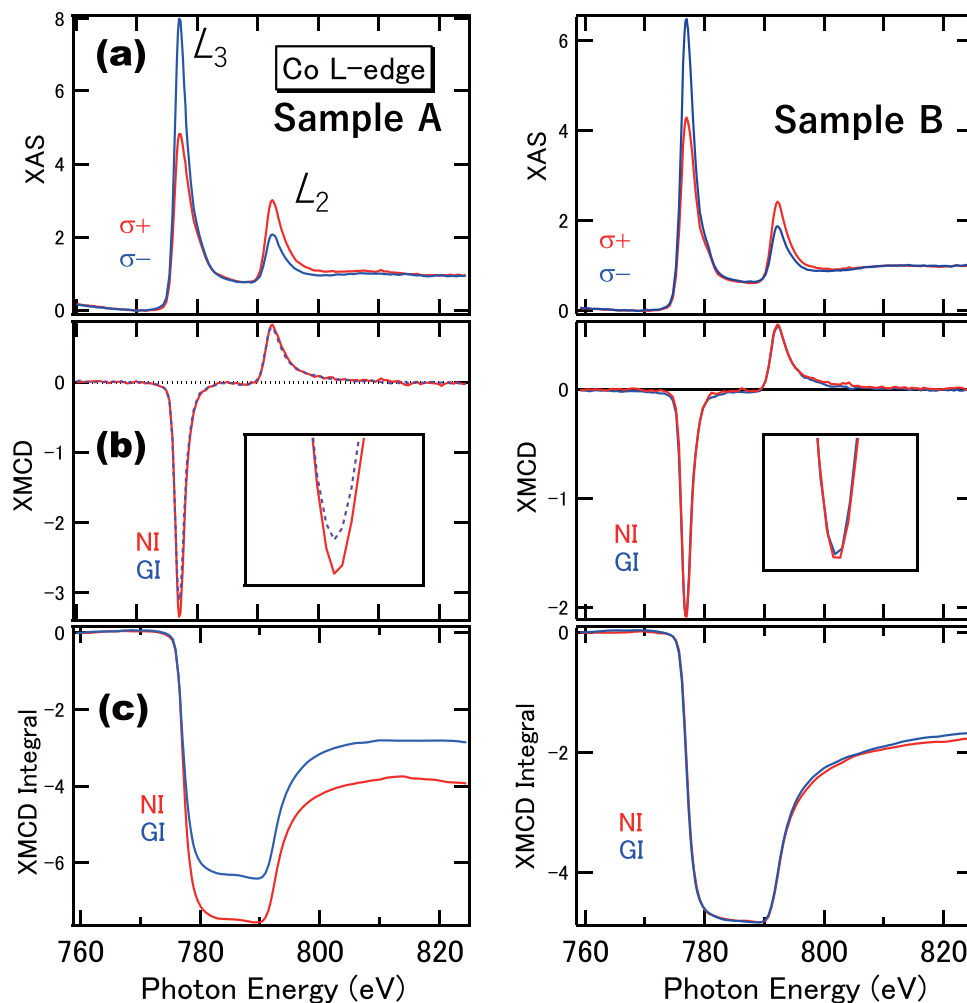 (a)
L3
Co L-edge
Sample A
L2
σ+
σ−
XAS
8
6
4
2
0
Sample B
σ+
σ−
XAS
6
4
2
0
(b)
NI
GI
XMCD
0
-1
-2
-3
NI
GI
XMCD
0
-1
-2
(c)
NI
GI
XMCD Integral
0
-2
-4
-6
760 780 800 820
Photon Energy (eV)
NI
GI
XMCD Integral
0
-2
-4
760 780 800 820
Photon Energy (eV)